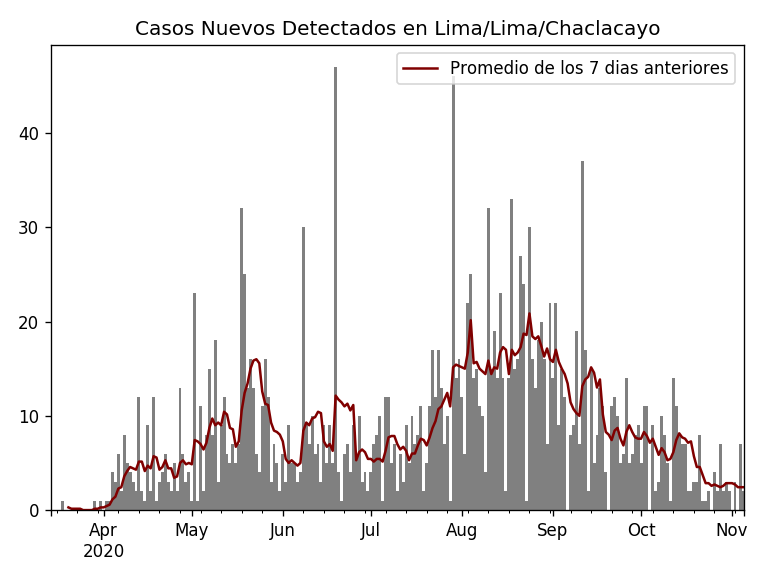 Casos Nuevos Detectados en Lima/Lima/Chaclacayo
Promedio de los 7 dias anteriores
40
30
20
10
0
Apr May Jun Jul Aug Sep Oct Nov
2020